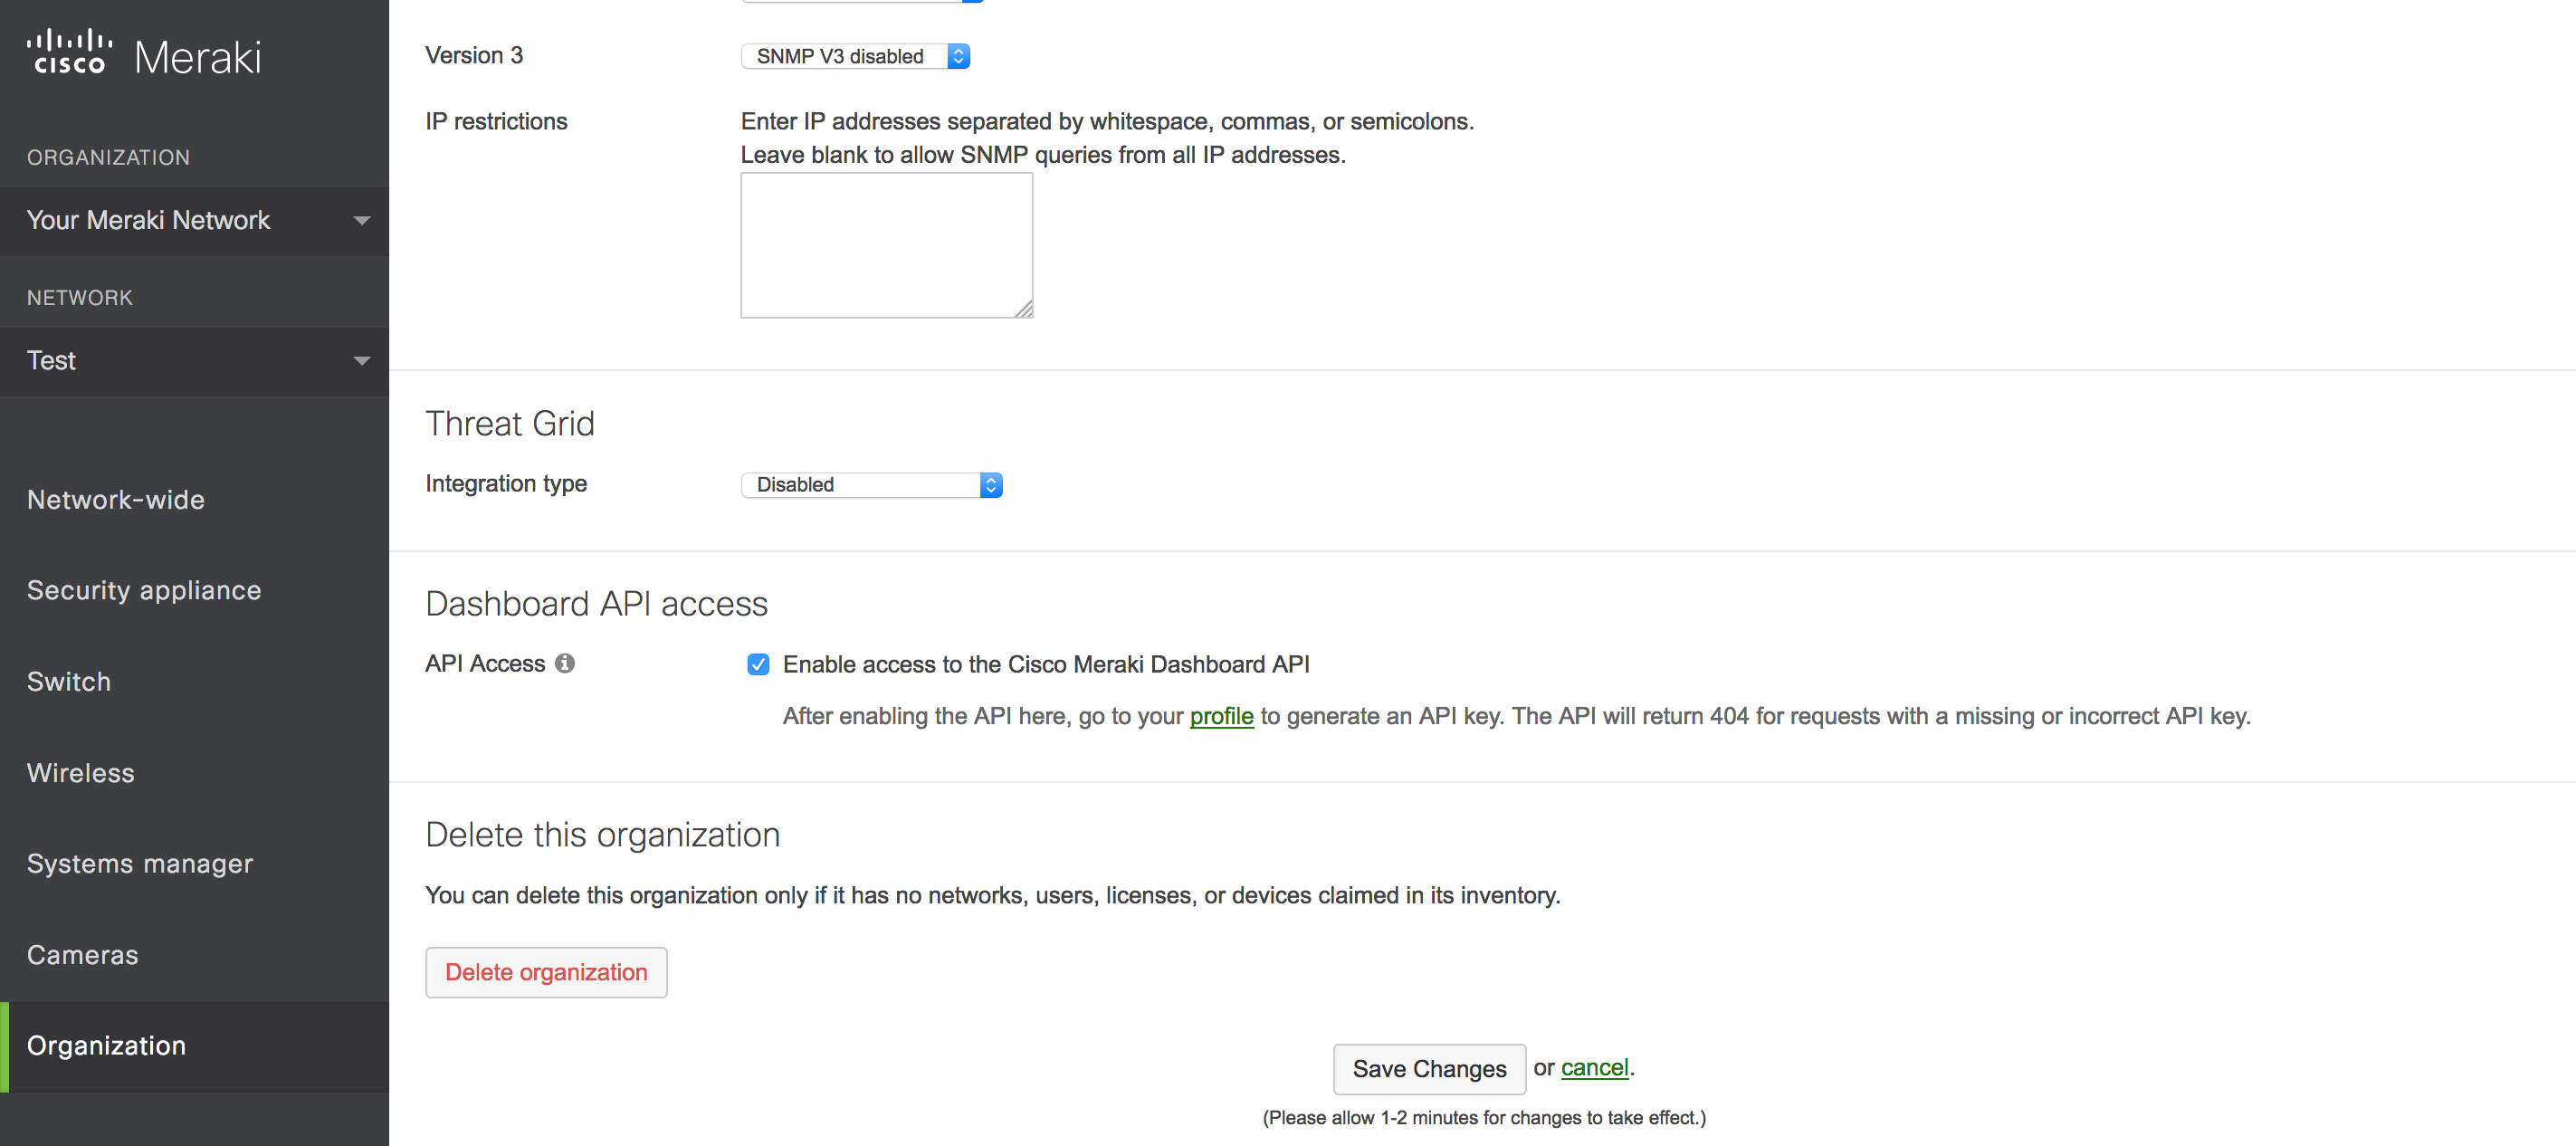 cisco Meraki
ORGANIZATION
Your Meraki Network
NETWORK
Test
Network-wide
Security appliance
Switch
Wireless
Systems manager
Cameras
Organization
Version 3
SNMP V3 disabled
IP restrictions
Enter IP addresses separated by whitespace, commas, or semicolons.
Leave blank to allow SNMP queries from all IP addresses.
Threat Grid
Integration type
Disabled
Dashboard API access
API Access
Enable access to the Cisco Meraki Dashboard API
After enabling the API here, go to your profile to generate an API key. The API will return 404 for requests with a missing or incorrect API key.
Delete this organization
You can delete this organization only if it has no networks, users, licenses, or devices claimed in its inventory.
Delete organization
Save Changes or cancel.
(Please allow 1-2 minutes for changes to take effect.)